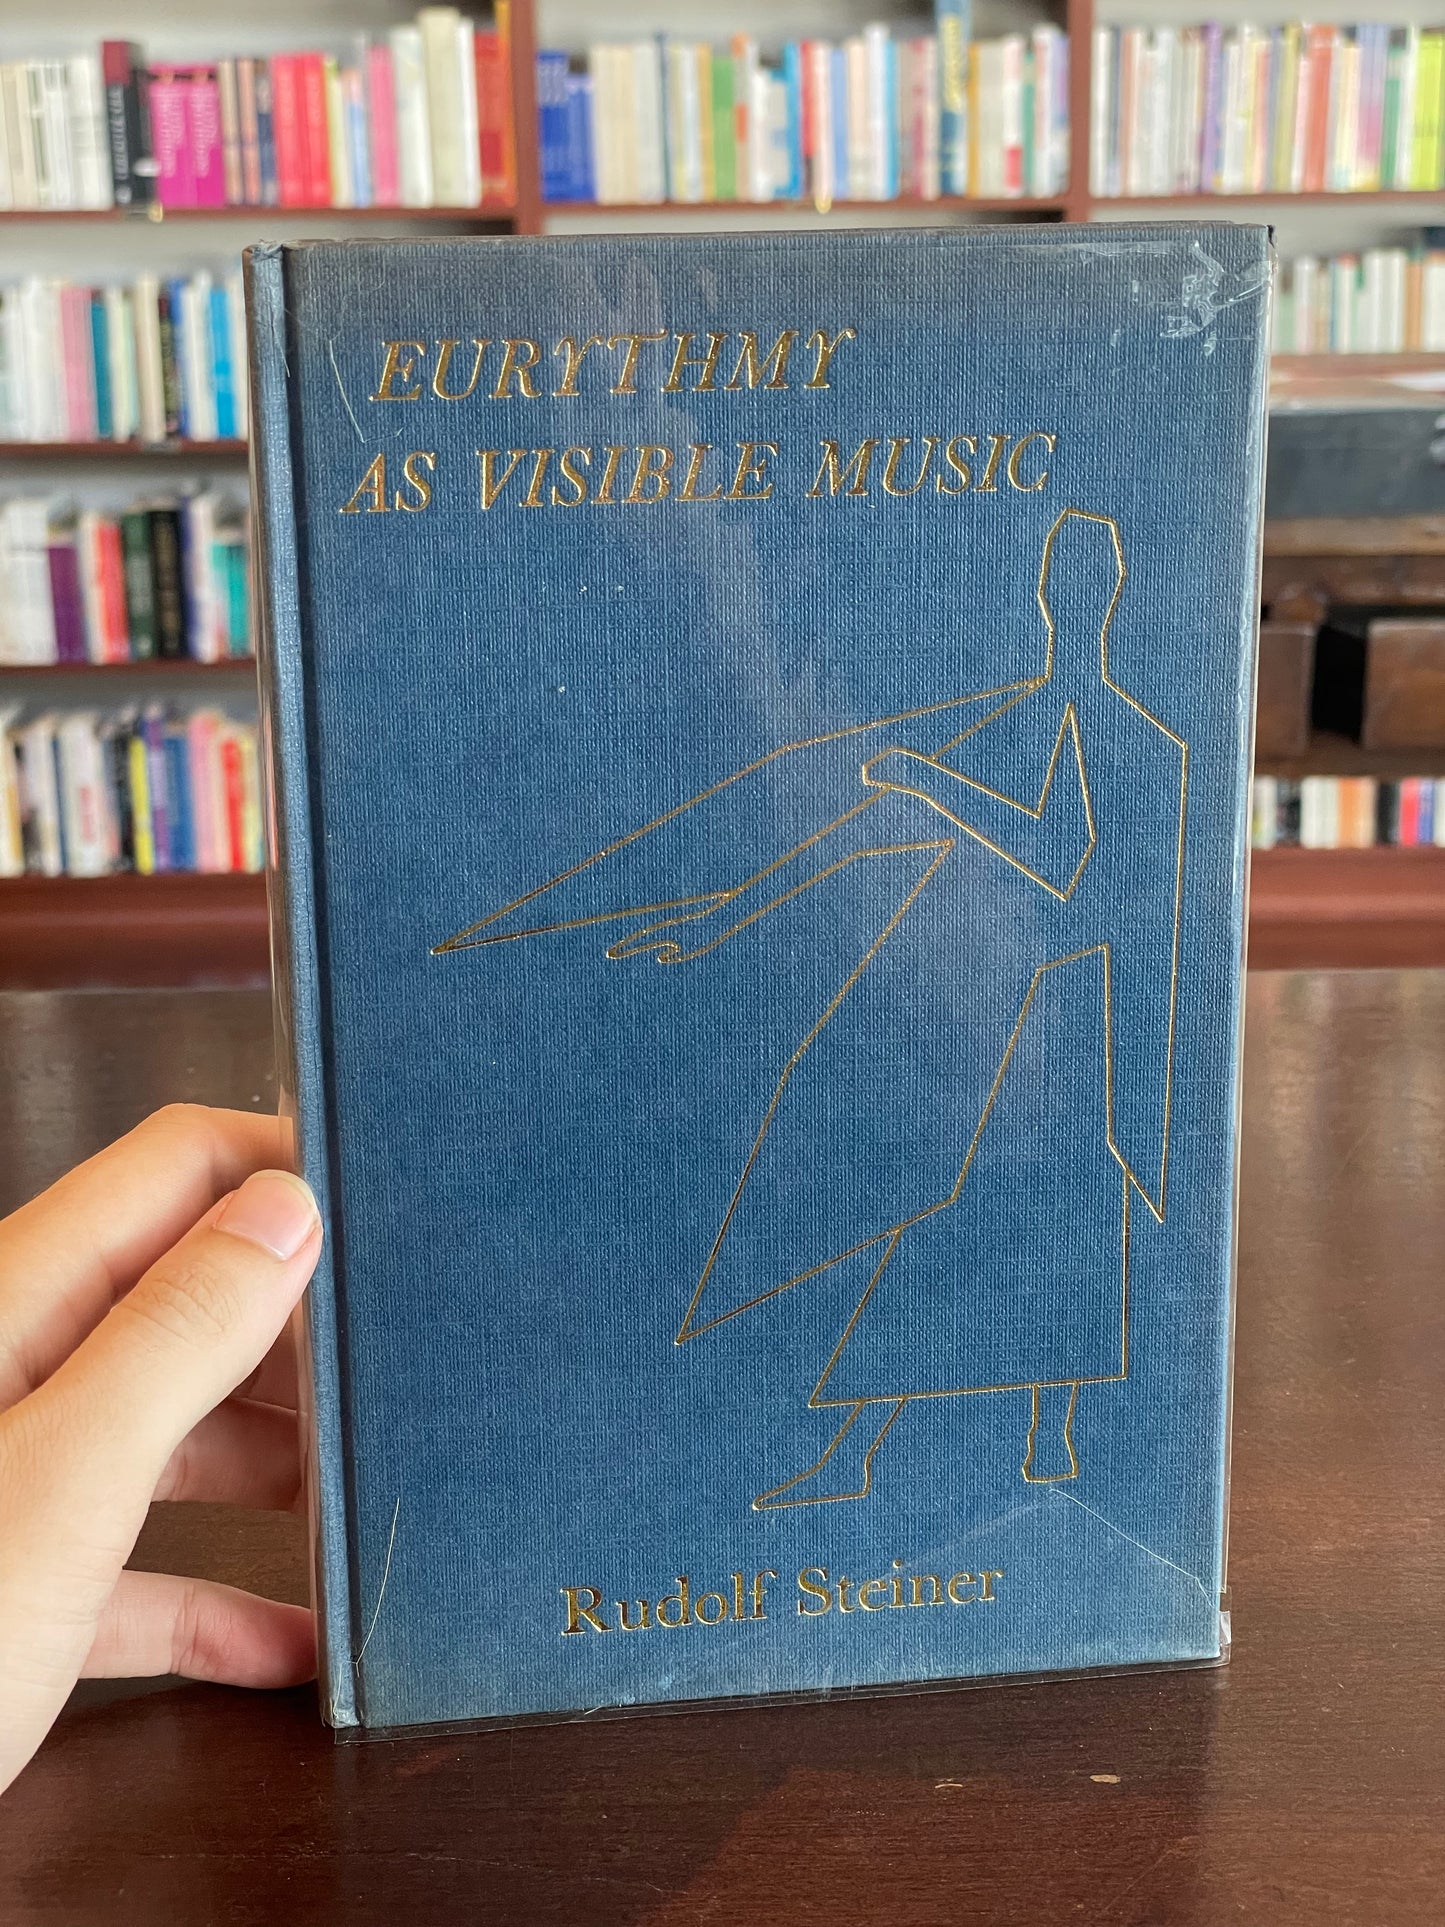 EURYTHMY
AS VISIBLE MUSIC
Rudolf Steiner